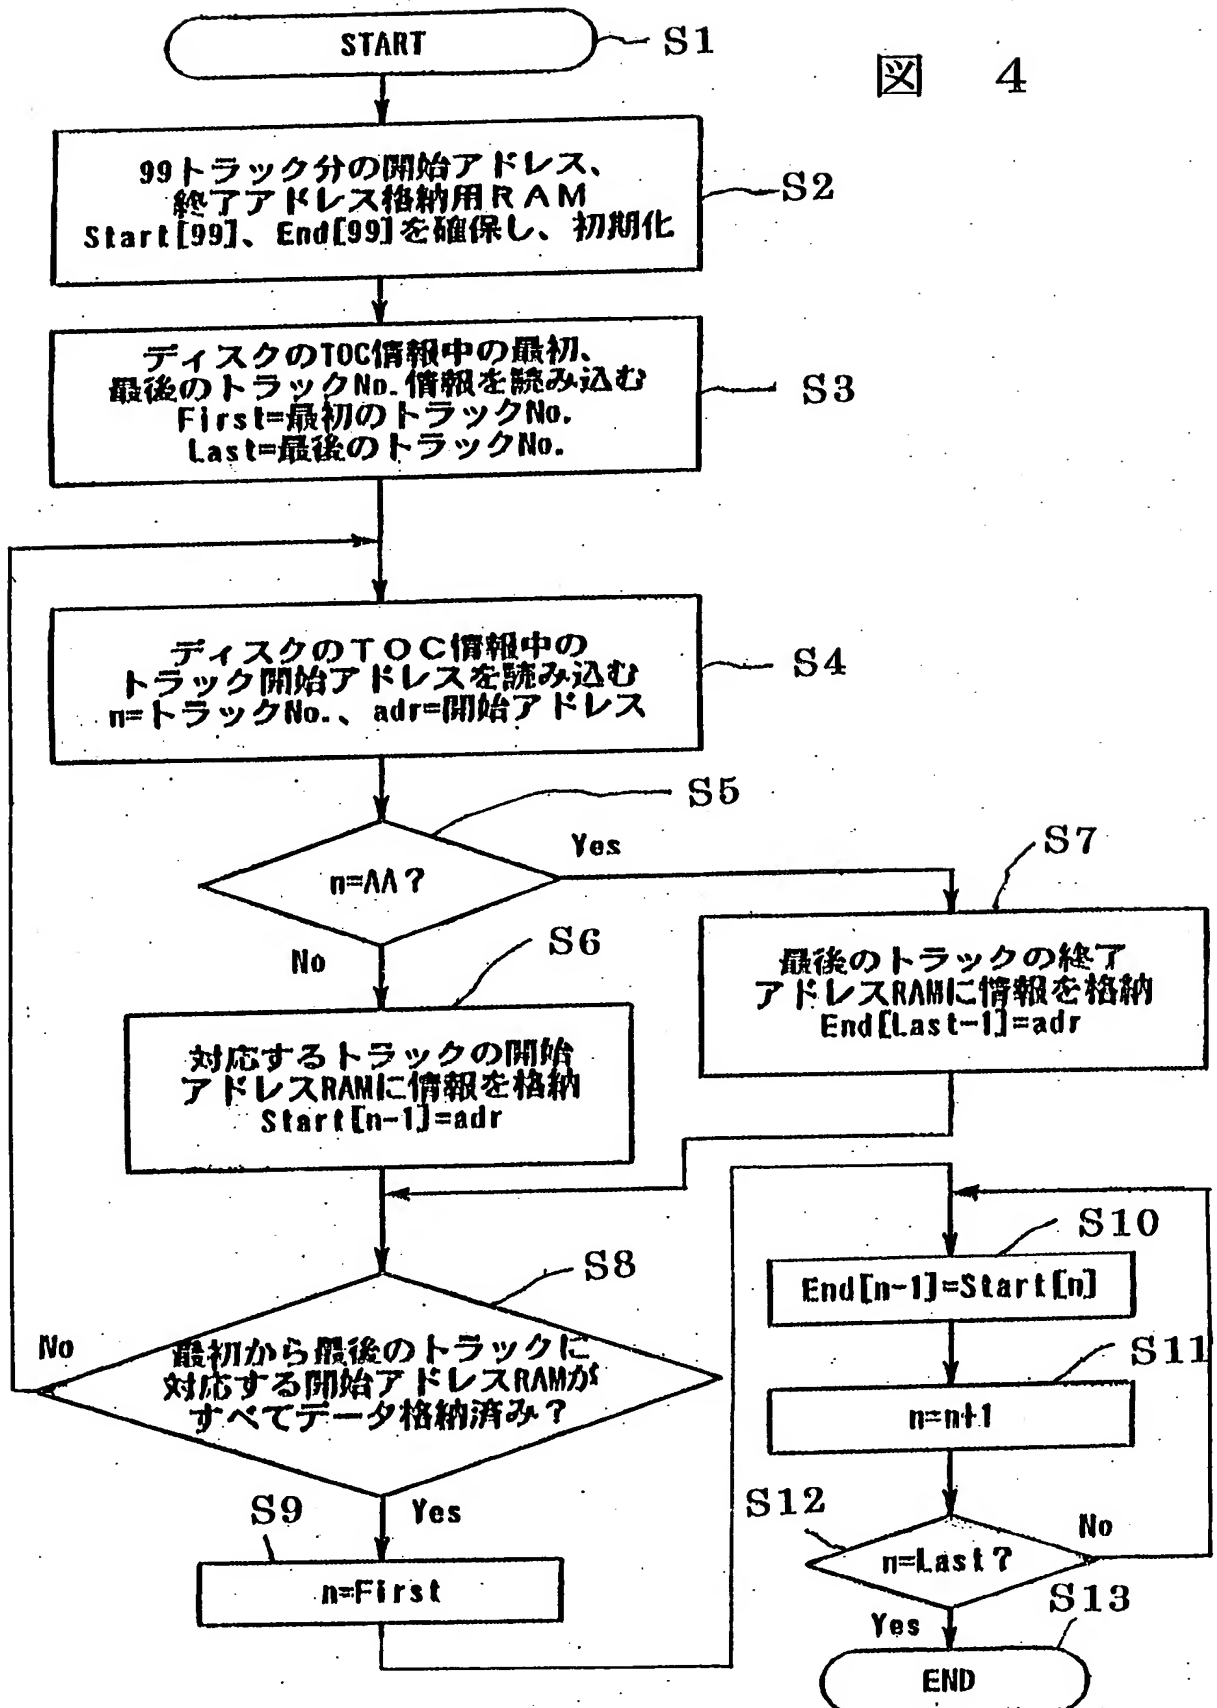 図 4
START
S1
99トラック分の開始アドレス、
終了アドレス格納用RAM
Start[99]、End[99]を確保し、初期化
S2
ディスクのTOC情報中の最初、
最後のトラックNo.情報を読み込む
First=最初のトラックNo.
Last=最後のトラックNo.
S3
ディスクのTOC情報中の
トラック開始アドレスを読み込む
n=トラックNo.、adr=開始アドレス
S4
S5
n=AA?
Yes
No
S6
対応するトラックの開始
アドレスRAMに情報を格納
Start[n-1]=adr
S7
最後のトラックの終了
アドレスRAMに情報を格納
End[Last-1]=adr
S8
最初から最後のトラックに
対応する開始アドレスRAMが
すべてデータ格納済み?
No
Yes
S9
n=First
S10
End[n-1]=Start[n]
S11
n=n+1
S12
n=Last?
No
Yes
S13
END